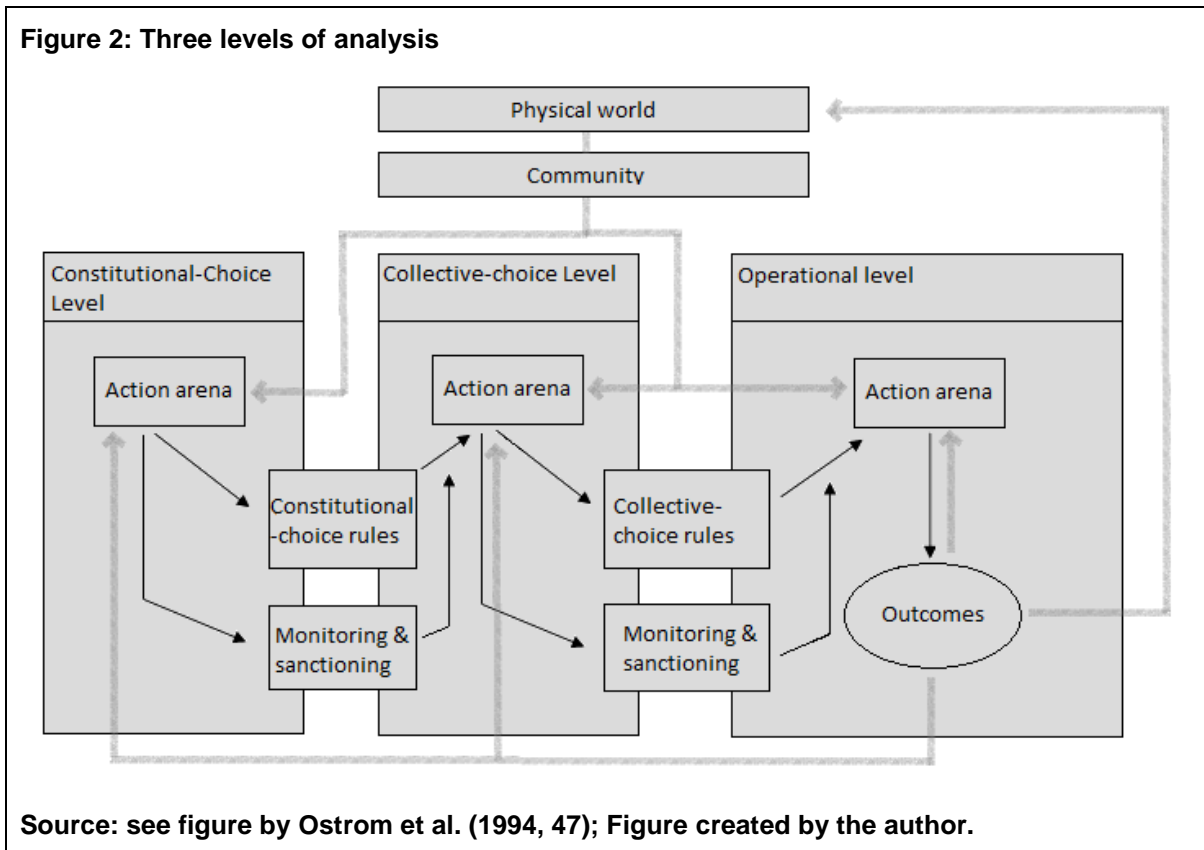 Figure 2: Three levels of analysis
Physical world
Community
Constitutional-Choice
Level
Collective-choice Level
Operational level
Action arena
Action arena
Action arena
Constitutional
-choice rules
Collective-
choice rules
Monitoring &
sanctioning
Monitoring &
sanctioning
Outcomes
Source: see figure by Ostrom et al. (1994, 47); Figure created by the author.